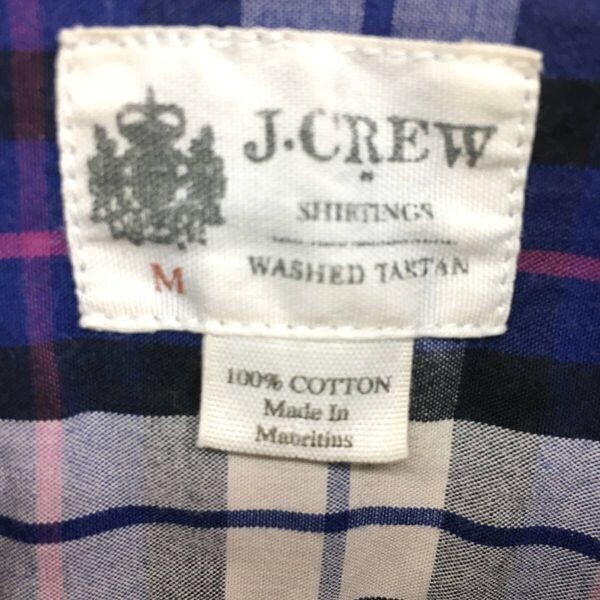 J.CREW
SHIRTINGS
WASHED TARTAN
M
100% COTTON
Made In
Mauritius